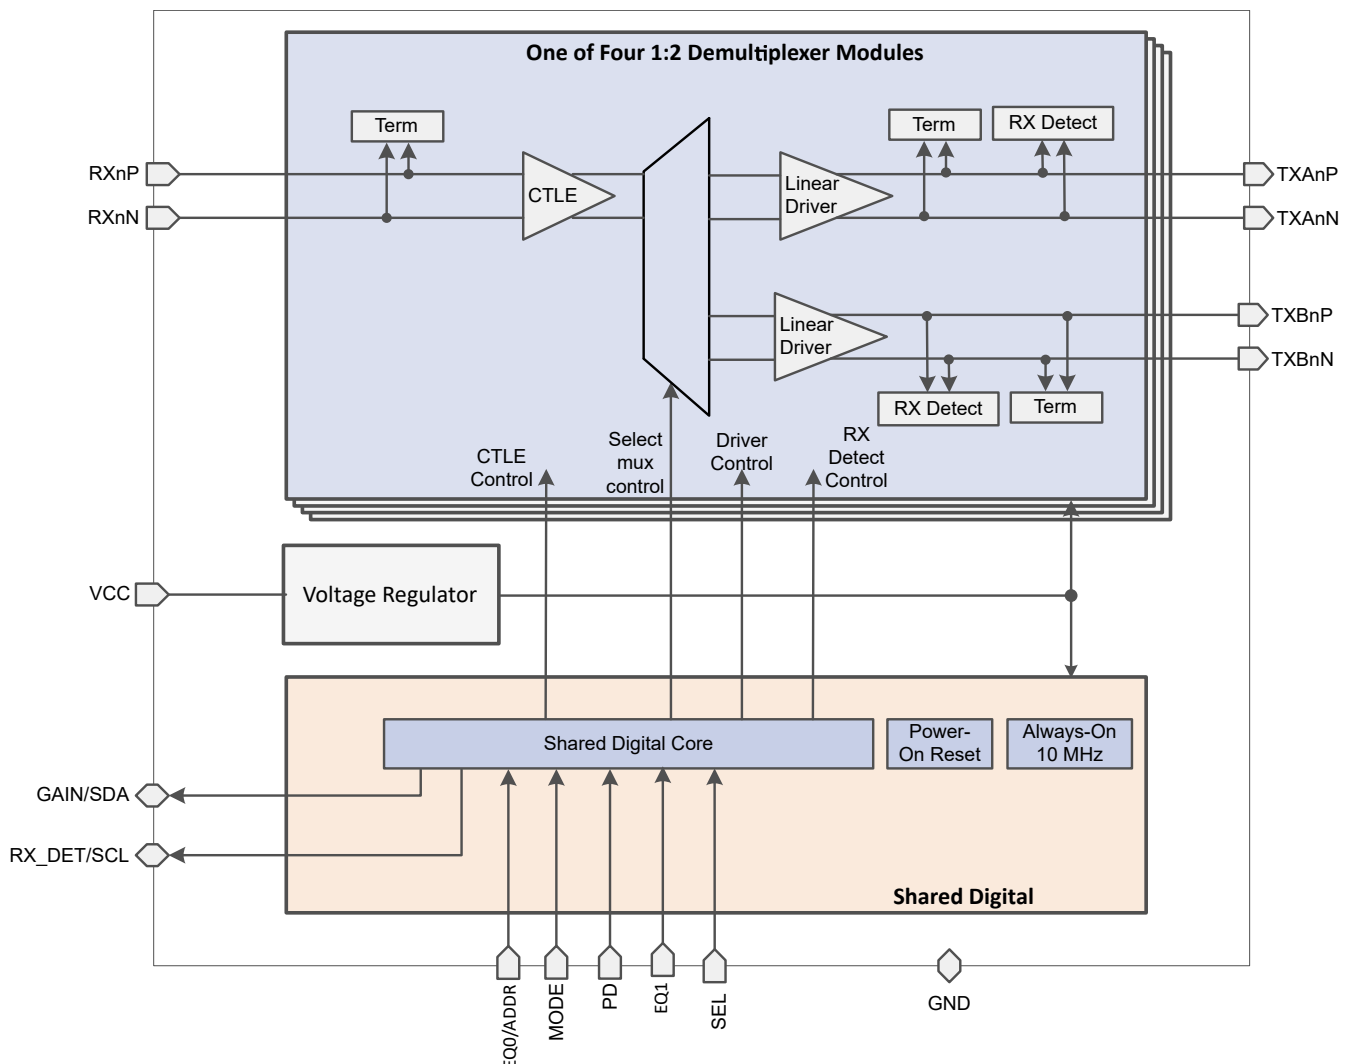 One of Four 1:2 Demultiplexer Modules
Term
Term
RX Detect
RXnP
RXnN
CTLE
Linear
Driver
TXAnP
TXAnN
Linear
Driver
TXBnP
TXBnN
RX Detect
Term
CTLE
Control
Select
mux
control
Driver
Control
RX
Detect
Control
VCC
Voltage Regulator
Shared Digital Core
Power-
On Reset
Always-On
10 MHz
GAIN/SDA
RX_DET/SCL
Shared Digital
EQ0/ADDR
MODE
PD
EQ1
SEL
GND